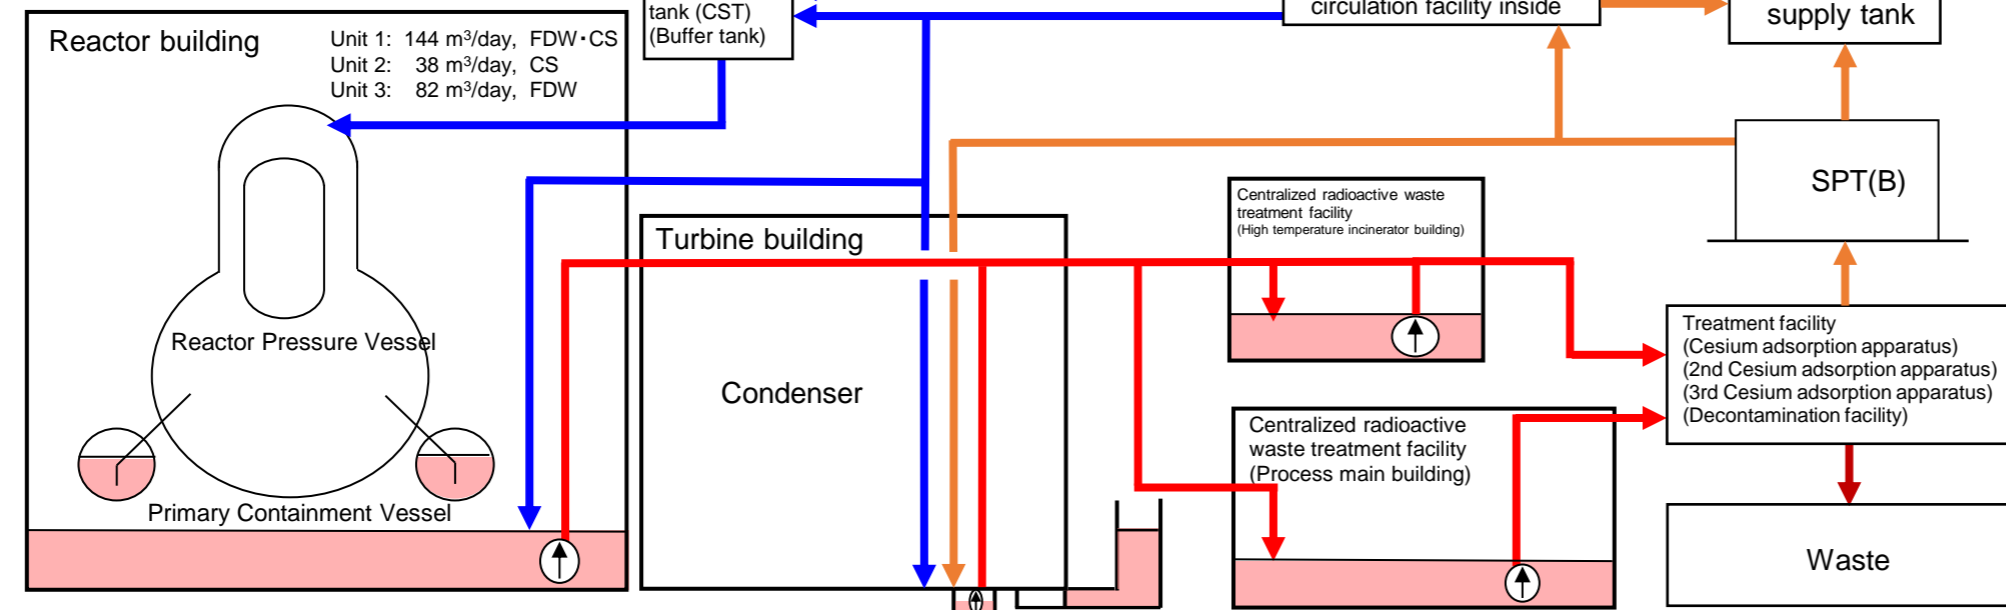 tank (CST)
(Buffer tank)
circulation facility inside
supply tank
Reactor building
Unit 1: 144 m³/day, FDW・CS
Unit 2: 38 m³/day, CS
Unit 3: 82 m³/day, FDW
SPT(B)
Centralized radioactive waste
treatment facility
(High temperature incinerator building)
Turbine building
Reactor Pressure Vessel
Condenser
Treatment facility
(Cesium adsorption apparatus)
(2nd Cesium adsorption apparatus)
(3rd Cesium adsorption apparatus)
(Decontamination facility)
Centralized radioactive
waste treatment facility
(Process main building)
Primary Containment Vessel
Waste